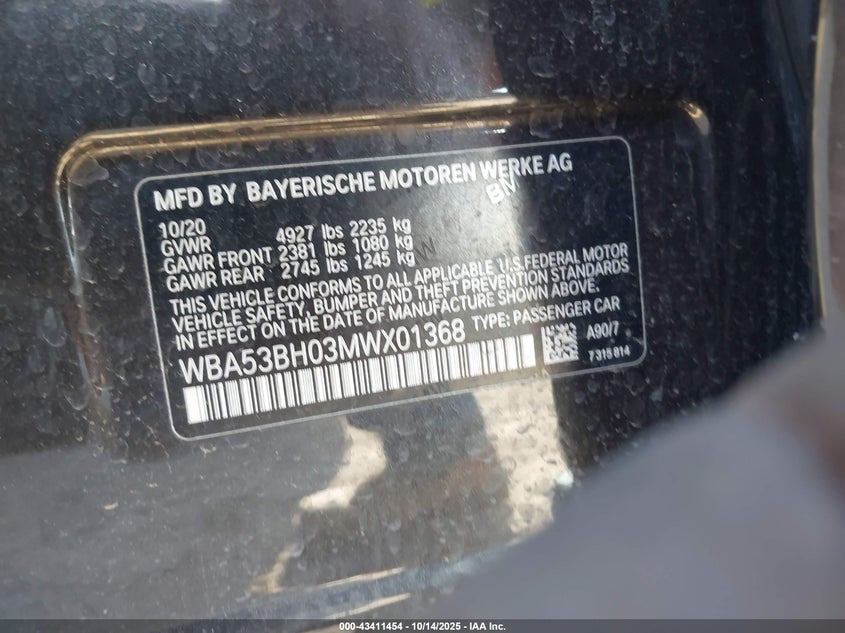 MFD BY BAYERISCHE MOTOREN WERKE AG
10/20
GVWR 4927 lbs 2235 kg
GAWR FRONT 2381 lbs 1080 kg
GAWR REAR 2745 lbs 1245 kg
THIS VEHICLE CONFORMS TO ALL APPLICABLE U.S. FEDERAL MOTOR
VEHICLE SAFETY, BUMPER AND THEFT PREVENTION STANDARDS
IN EFFECT ON THE DATE OF MANUFACTURE SHOWN ABOVE.
WBA53BH03MWX01368 TYPE: PASSENGER CAR
A90/7
7316814
000-43411454 | 10/14/2025 - IAA Inc.